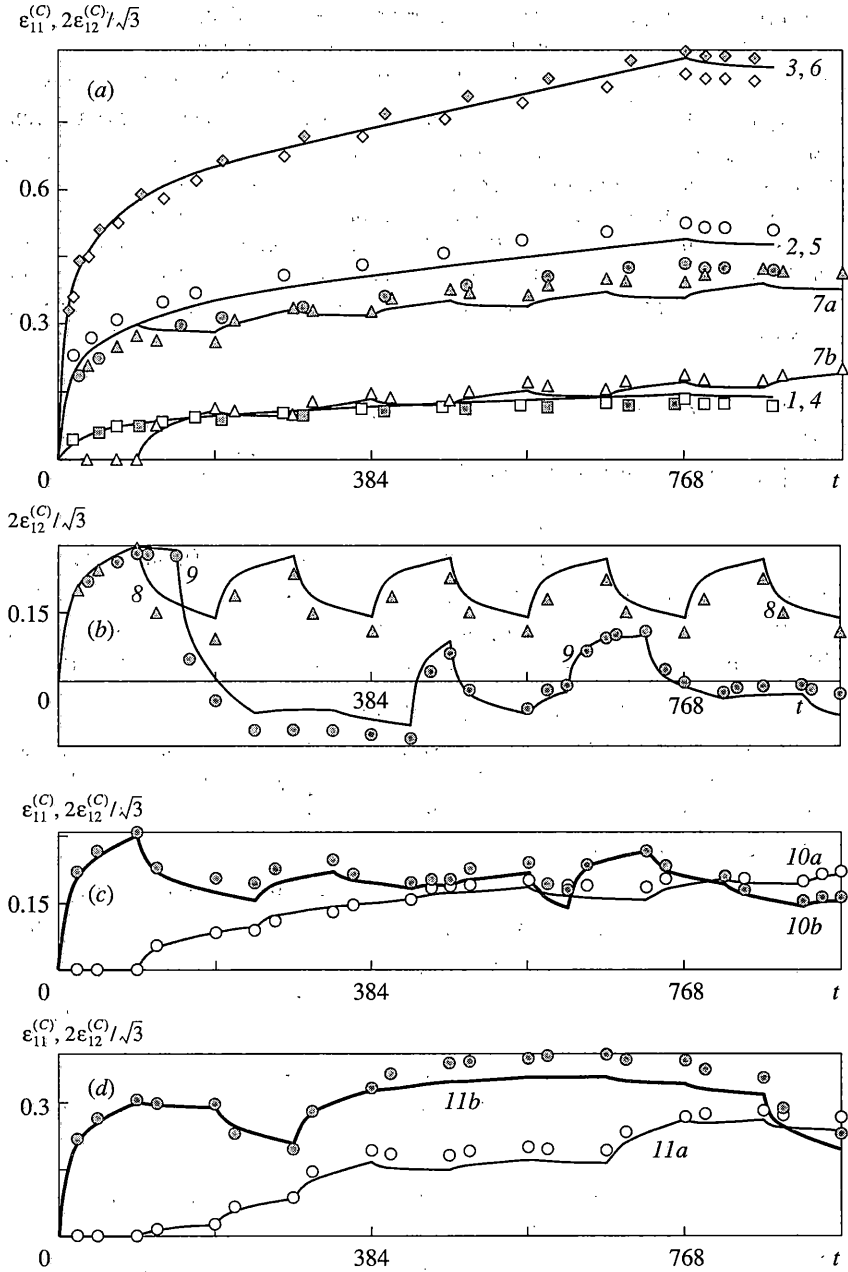 ε₁₁⁽ᶜ⁾, 2ε₁₂⁽ᶜ⁾/√3
(a)
3, 6
0.6
2, 5
0.3
7a
7b
1, 4
0 384 768 t
2ε₁₂⁽ᶜ⁾/√3
8 9
0.15
(b)
8
9
0 384 768 t
ε₁₁⁽ᶜ⁾, 2ε₁₂⁽ᶜ⁾/√3
10a
0.15 (c)
10b
0 384 768 t
ε₁₁⁽ᶜ⁾, 2ε₁₂⁽ᶜ⁾/√3
(d)
0.3
11b
11a
0 384 768 t